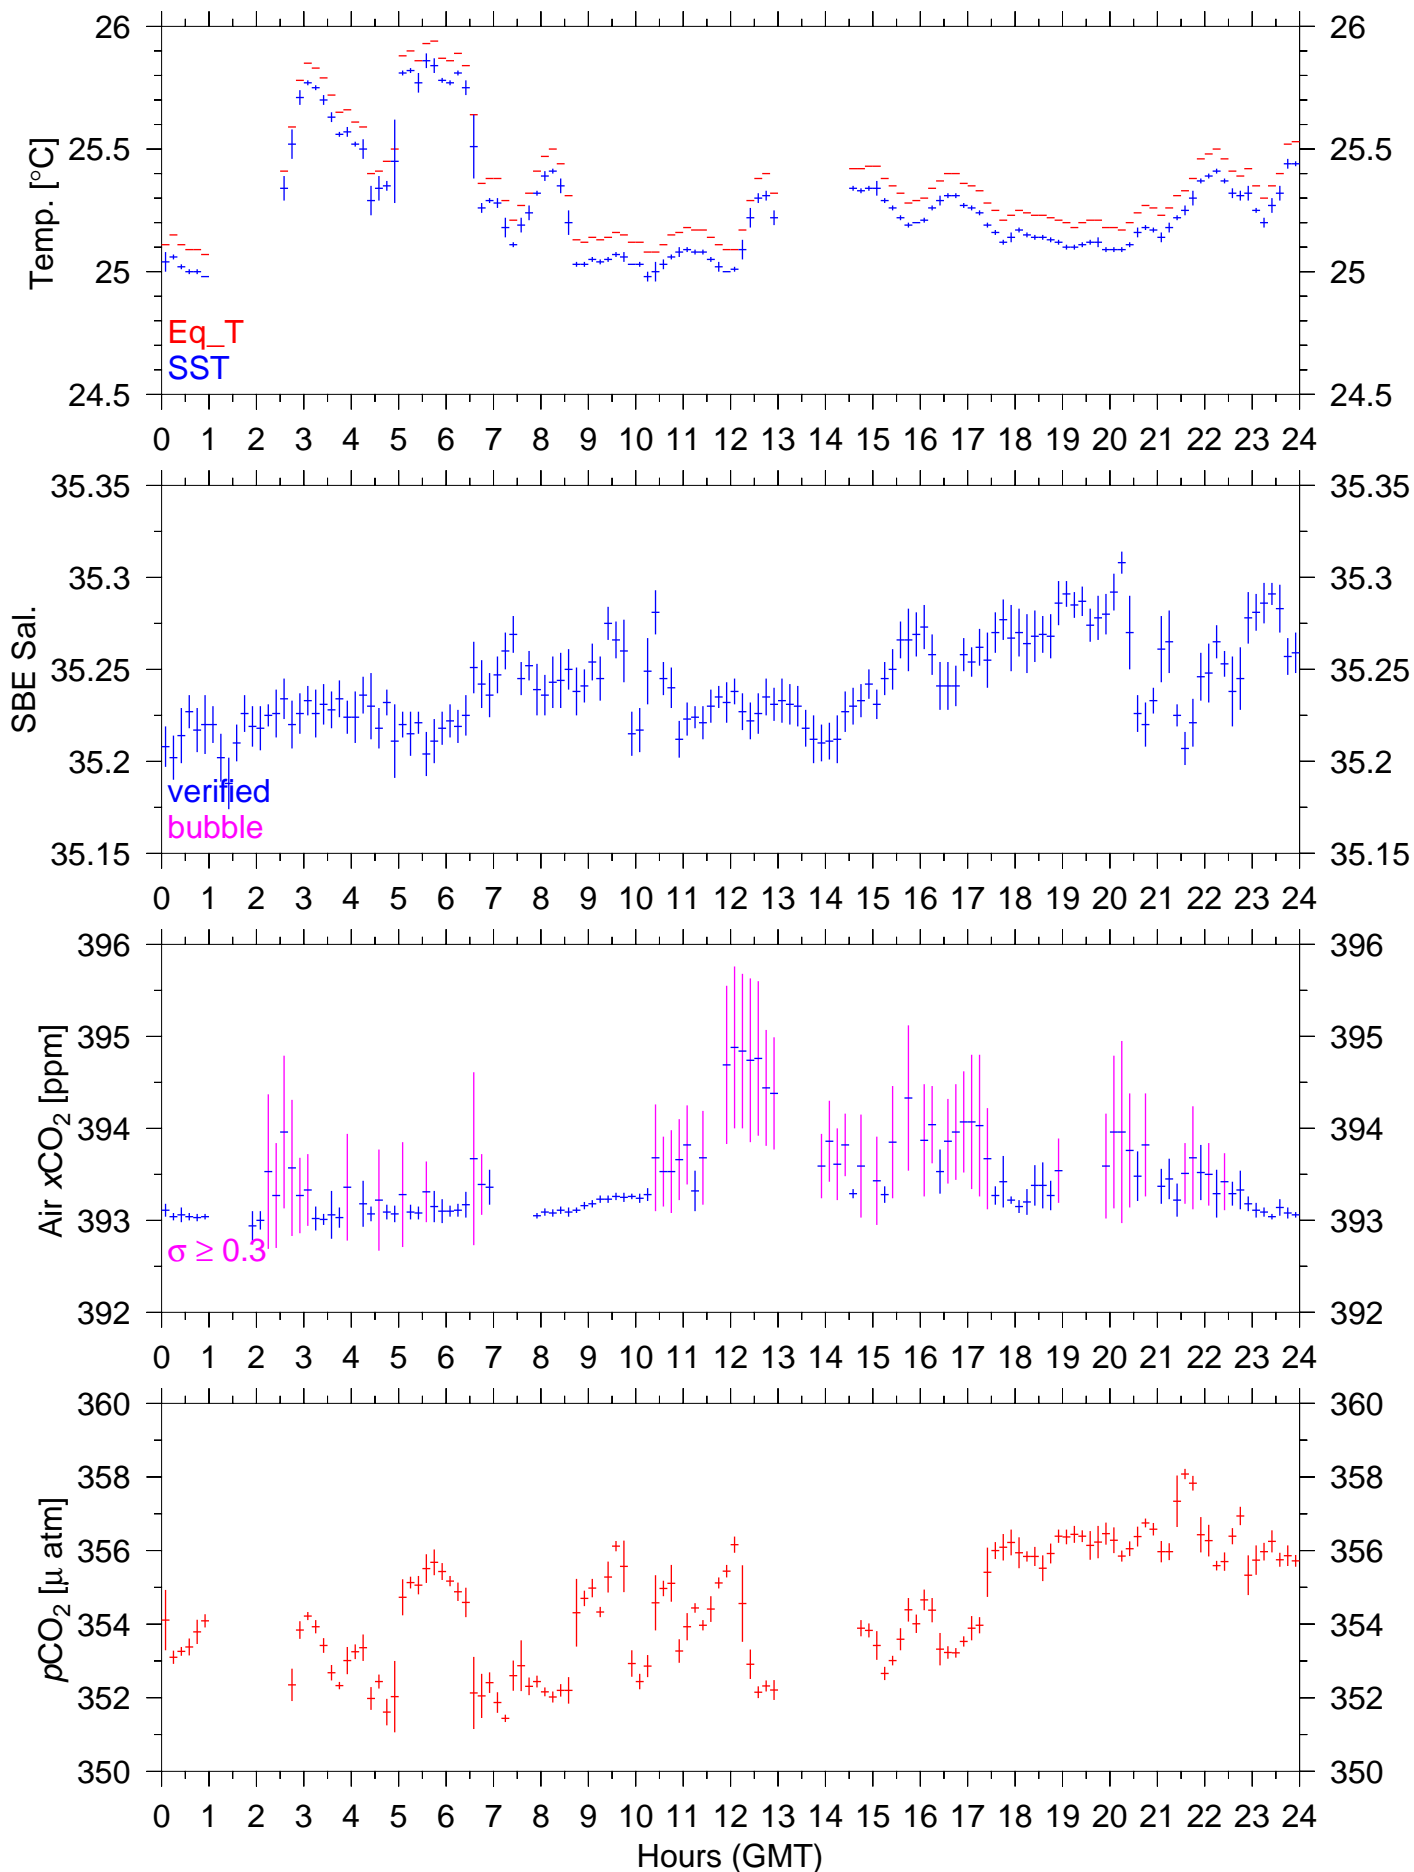 26 26
25.5 25.5
25 25
24.5 24.5
Temp. [°C]
Eq_T
SST
0 1 2 3 4 5 6 7 8 9 10 11 12 13 14 15 16 17 18 19 20 21 22 23 24
35.35 35.35
35.3 35.3
35.25 35.25
35.2 35.2
35.15 35.15
SBE Sal.
verified
bubble
0 1 2 3 4 5 6 7 8 9 10 11 12 13 14 15 16 17 18 19 20 21 22 23 24
396 396
395 395
394 394
393 393
392 392
Air xCO₂ [ppm]
σ ≥ 0.3
0 1 2 3 4 5 6 7 8 9 10 11 12 13 14 15 16 17 18 19 20 21 22 23 24
360 360
358 358
356 356
354 354
352 352
350 350
pCO₂ [μ atm]
0 1 2 3 4 5 6 7 8 9 10 11 12 13 14 15 16 17 18 19 20 21 22 23 24
Hours (GMT)